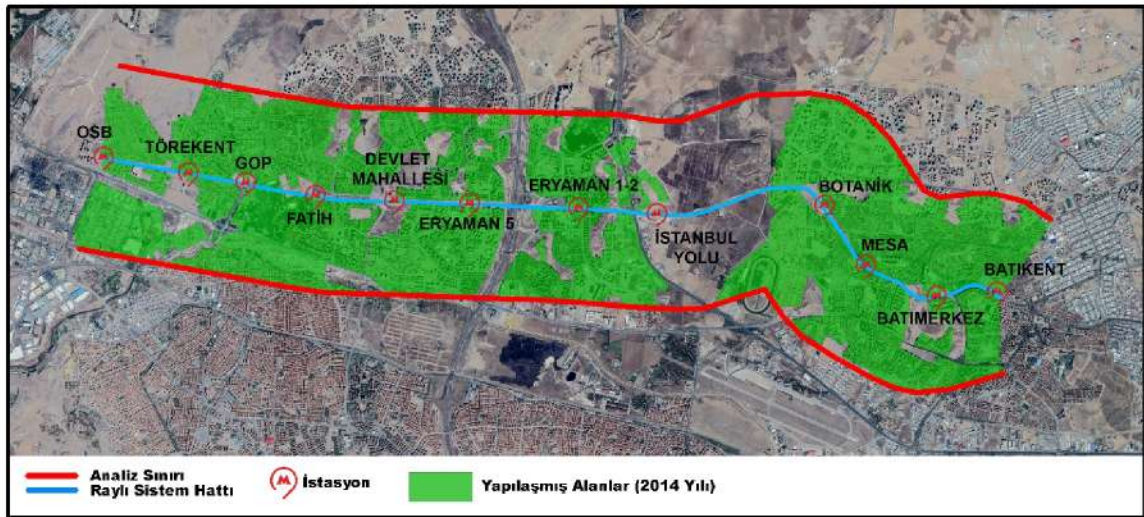 OSB
TÖREKENT
GOP
FATİH
DEVLET
MAHALLESİ
ERYAMAN 5
ERYAMAN 1-2
İSTANBUL
YOLU
BOTANİK
MESA
BATIMERKEZ
BATIKENT
Analiz Sınırı
Raylı Sistem Hattı
M İstasyon
Yapılaşmış Alanlar (2014 Yılı)